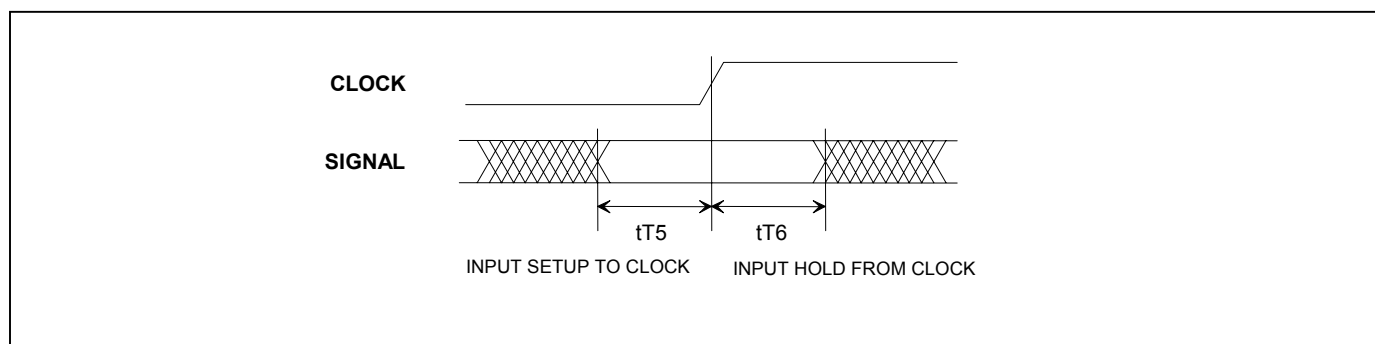 CLOCK
SIGNAL
tT5 tT6
INPUT SETUP TO CLOCK INPUT HOLD FROM CLOCK